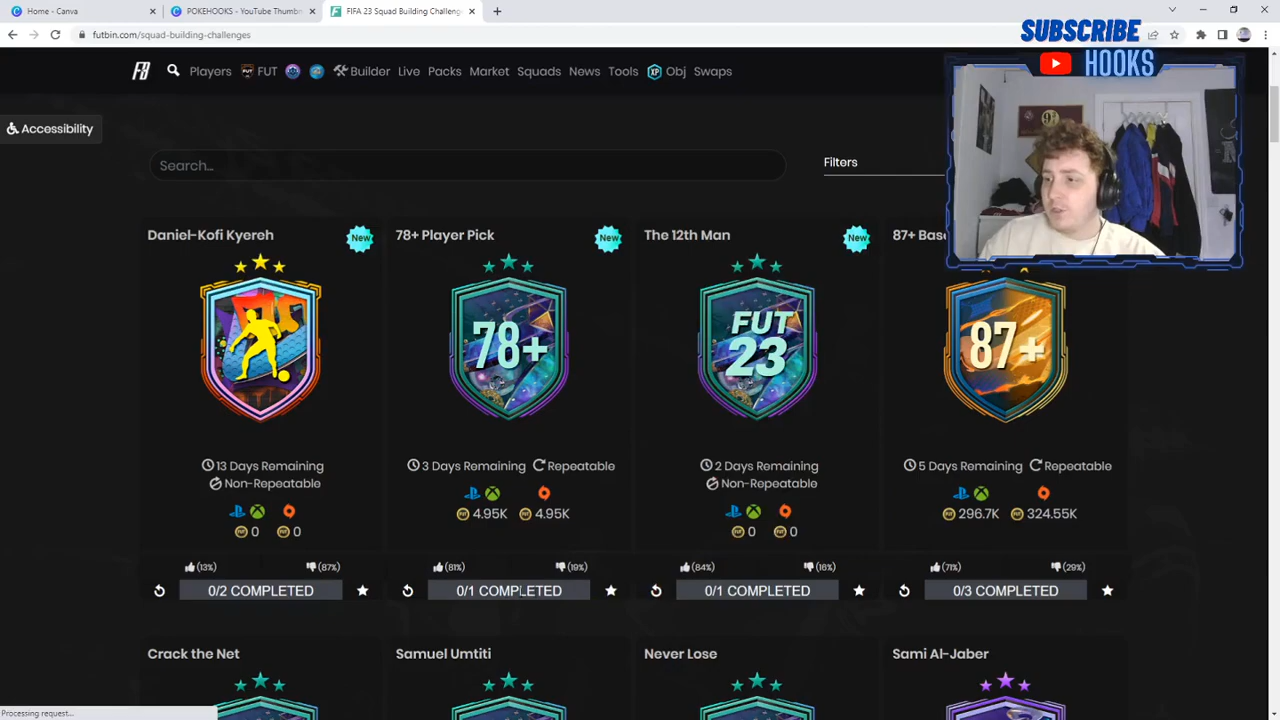 Home - Canva
POKEHOOKS - YouTube Thumbn
FIFA 23 Squad Building Challeng
futbin.com/squad-building-challenges
SUBSCRIBE
HOOKS
Players FUT Builder Live Packs Market Squads News Tools XP Obj Swaps
Accessibility
Search...
Filters
Daniel-Kofi Kyereh New
78+ Player Pick New
The 12th Man New
87+ Bas
78+
FUT 23
87+
13 Days Remaining
Non-Repeatable
3 Days Remaining Repeatable
2 Days Remaining
Non-Repeatable
5 Days Remaining Repeatable
0 0
4.95K 4.95K
0 0
296.7K 324.55K
(13%) (87%)
(81%) (19%)
(84%) (16%)
(71%) (29%)
0/2 COMPLETED
0/1 COMPLETED
0/1 COMPLETED
0/3 COMPLETED
Crack the Net
Samuel Umtiti
Never Lose
Sami Al-Jaber
Processing request...